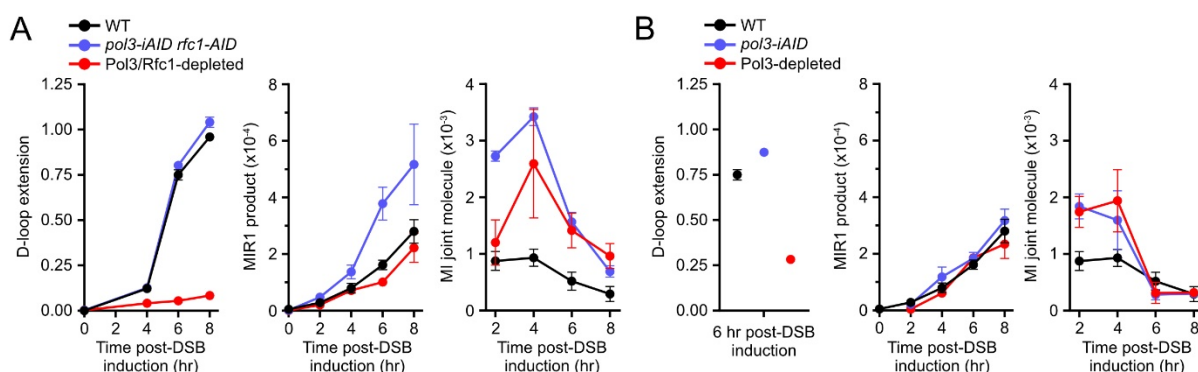 A
WT
pol3-iAID rfc1-AID
Pol3/Rfc1-depleted
D-loop extension
1.25
1.00
0.75
0.50
0.25
0.00
0 2 4 6 8
Time post-DSB
induction (hr)
MIR1 product (x10⁻⁴)
8
6
4
2
0
0 2 4 6 8
Time post-DSB
induction (hr)
MI joint molecule (x10⁻³)
4
3
2
1
0
2 4 6 8
Time post-DSB
induction (hr)
B
WT
pol3-iAID
Pol3-depleted
D-loop extension
1.25
1.00
0.75
0.50
0.25
0.00
6 hr post-DSB
induction
MIR1 product (x10⁻⁴)
8
6
4
2
0
0 2 4 6 8
Time post-DSB
induction (hr)
MI joint molecule (x10⁻³)
4
3
2
1
0
2 4 6 8
Time post-DSB
induction (hr)